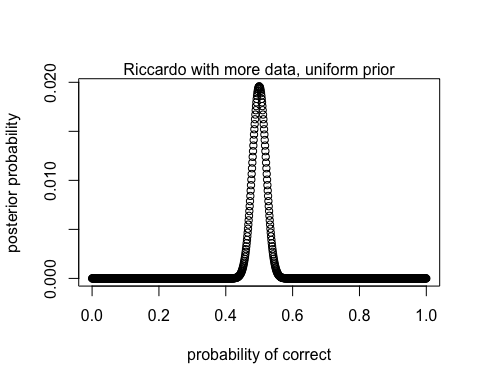 Riccardo with more data, uniform prior
posterior probability
0.020
0.010
0.000
0.0 0.2 0.4 0.6 0.8 1.0
probability of correct